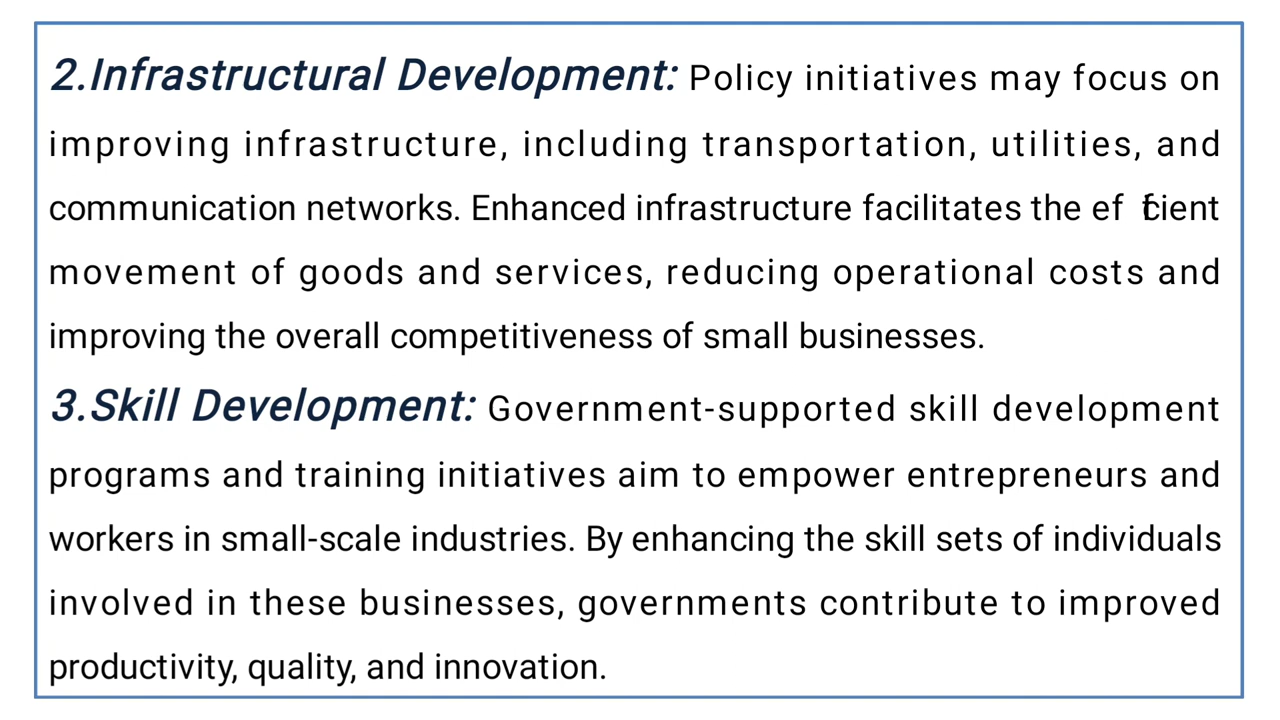 2.Infrastructural Development: Policy initiatives may focus on
improving infrastructure, including transportation, utilities, and
communication networks. Enhanced infrastructure facilitates the efficient
movement of goods and services, reducing operational costs and
improving the overall competitiveness of small businesses.
3.Skill Development: Government-supported skill development
programs and training initiatives aim to empower entrepreneurs and
workers in small-scale industries. By enhancing the skill sets of individuals
involved in these businesses, governments contribute to improved
productivity, quality, and innovation.